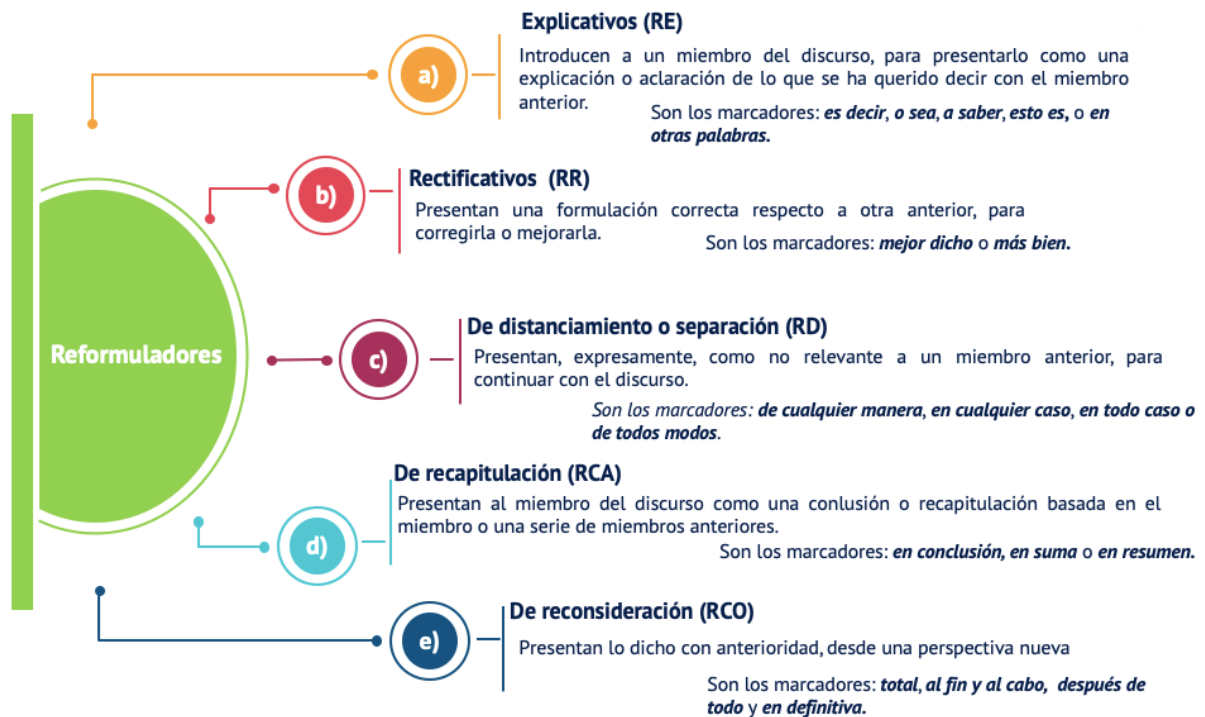 Explicativos (RE)
a)
Introducen a un miembro del discurso, para presentarlo como una
explicación o aclaración de lo que se ha querido decir con el miembro
anterior.
Son los marcadores: es decir, o sea, a saber, esto es, o en
otras palabras.
b)
Rectificativos (RR)
Presentan una formulación correcta respecto a otra anterior, para
corregirla o mejorarla.
Son los marcadores: mejor dicho o más bien.
Reformuladores
c)
De distanciamiento o separación (RD)
Presentan, expresamente, como no relevante a un miembro anterior, para
continuar con el discurso.
Son los marcadores: de cualquier manera, en cualquier caso, en todo caso o
de todos modos.
De recapitulación (RCA)
Presentan al miembro del discurso como una conlusión o recapitulación basada en el
miembro o una serie de miembros anteriores.
d)
Son los marcadores: en conclusión, en suma o en resumen.
De reconsideración (RCO)
e)
Presentan lo dicho con anterioridad, desde una perspectiva nueva
Son los marcadores: total, al fin y al cabo, después de
todo y en definitiva.